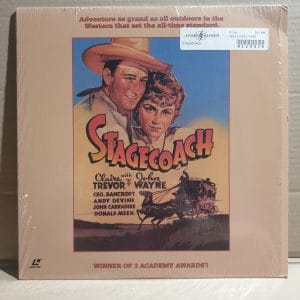 Adventure as grand as all outdoors in the
Western that set the all-time standard.
STAGECOACH
Claire with John
TREVOR WAYNE
GEO. BANCROFT
ANDY DEVINE
JOHN CARRADINE
DONALD MEEK
WINNER OF 2 ACADEMY AWARDS